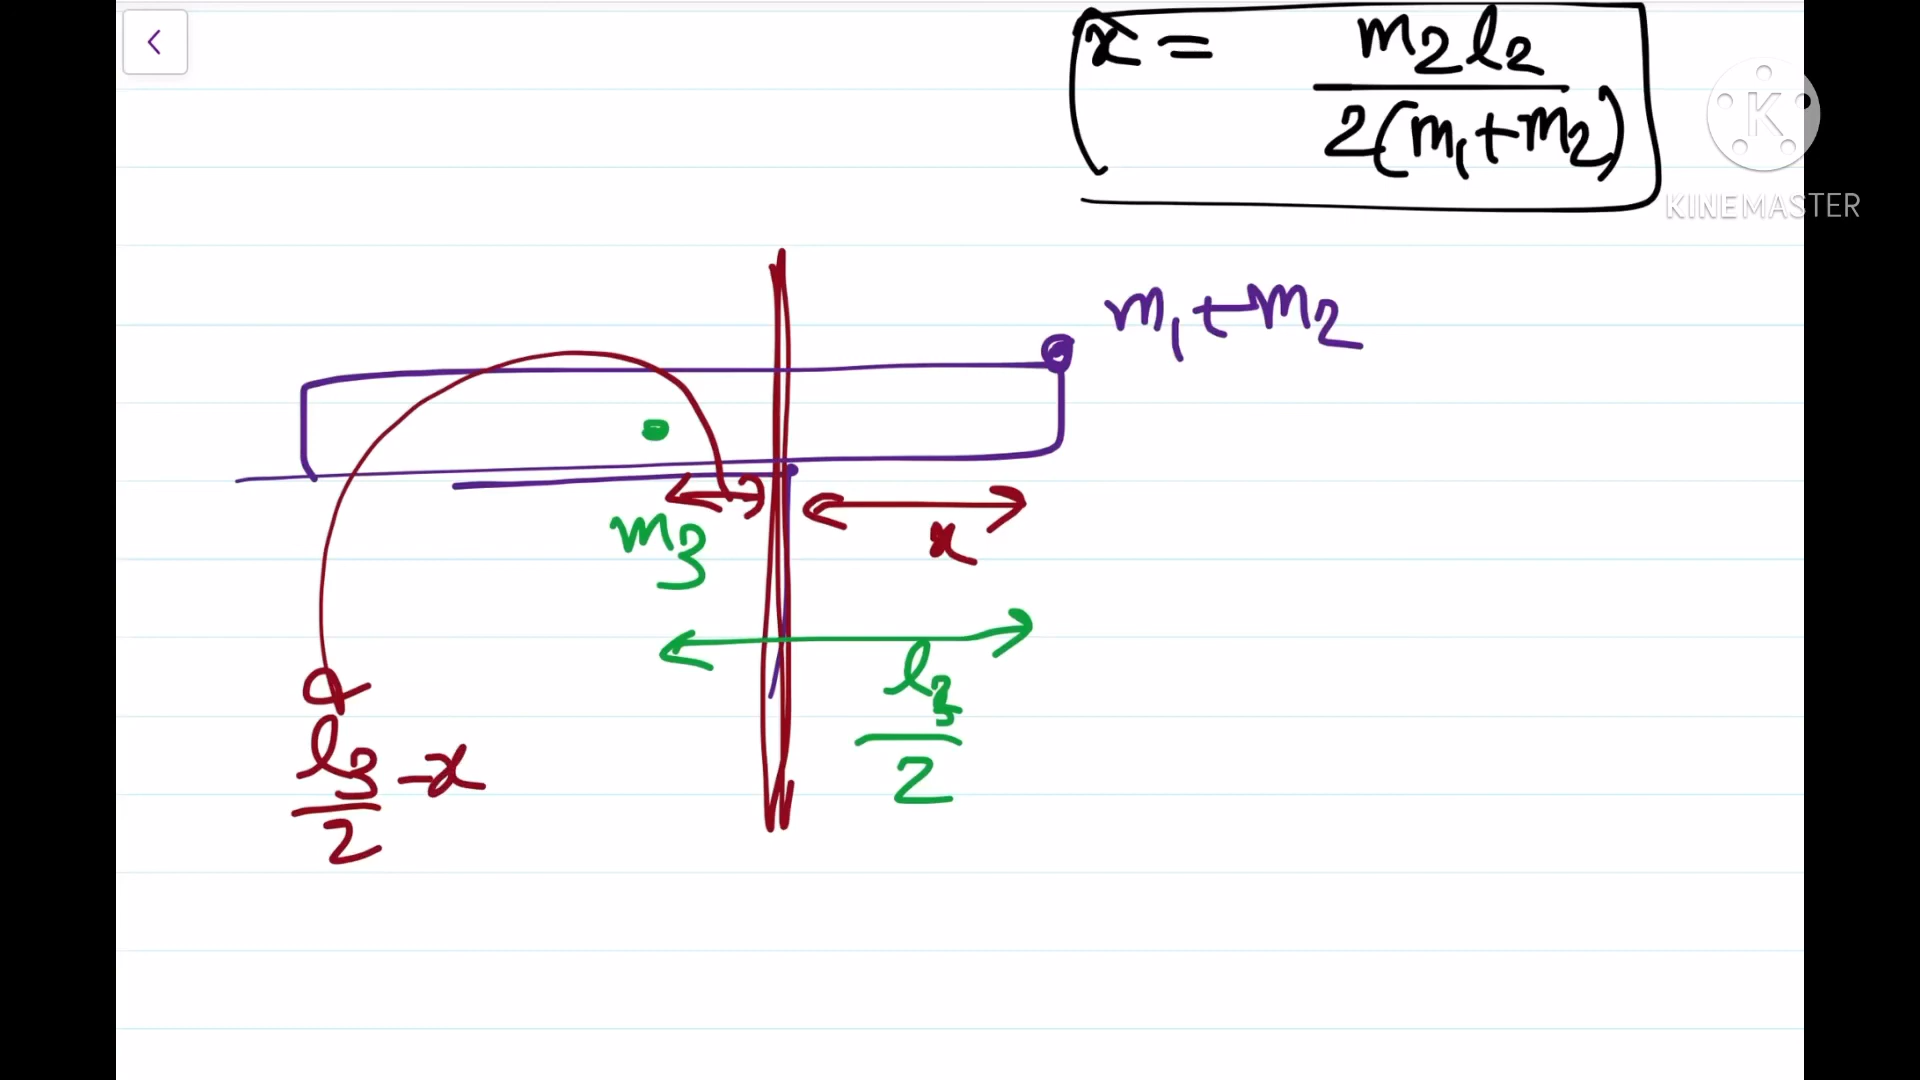 x = m₂l₂ / 2(m₁+m₂)
K
KINEMASTER
m₁+m₂
m₃
x
l₃/2
l₃/2 -x